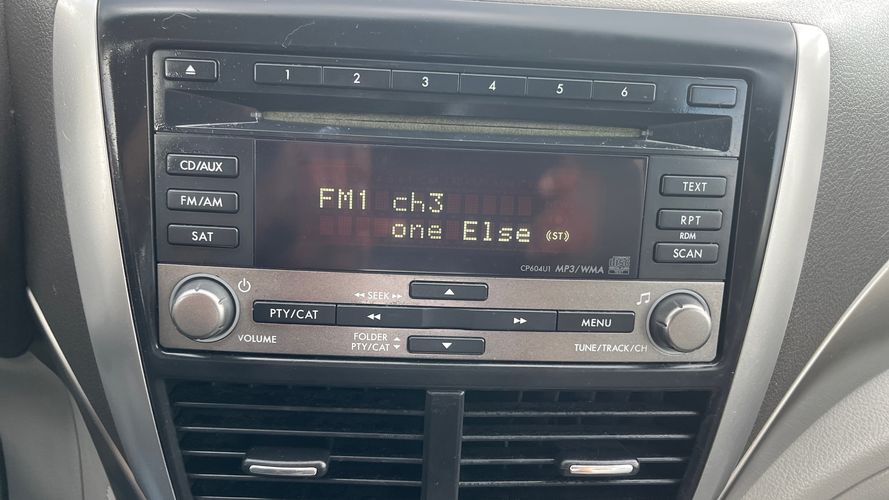 1 2 3 4 5 6
CD/AUX
FM/AM
SAT
FM1 ch3
one Else (ST)
TEXT
RPT
RDM
SCAN
CP604U1 MP3/WMA
SEEK
PTY/CAT
MENU
VOLUME
FOLDER
PTY/CAT
TUNE/TRACK/CH